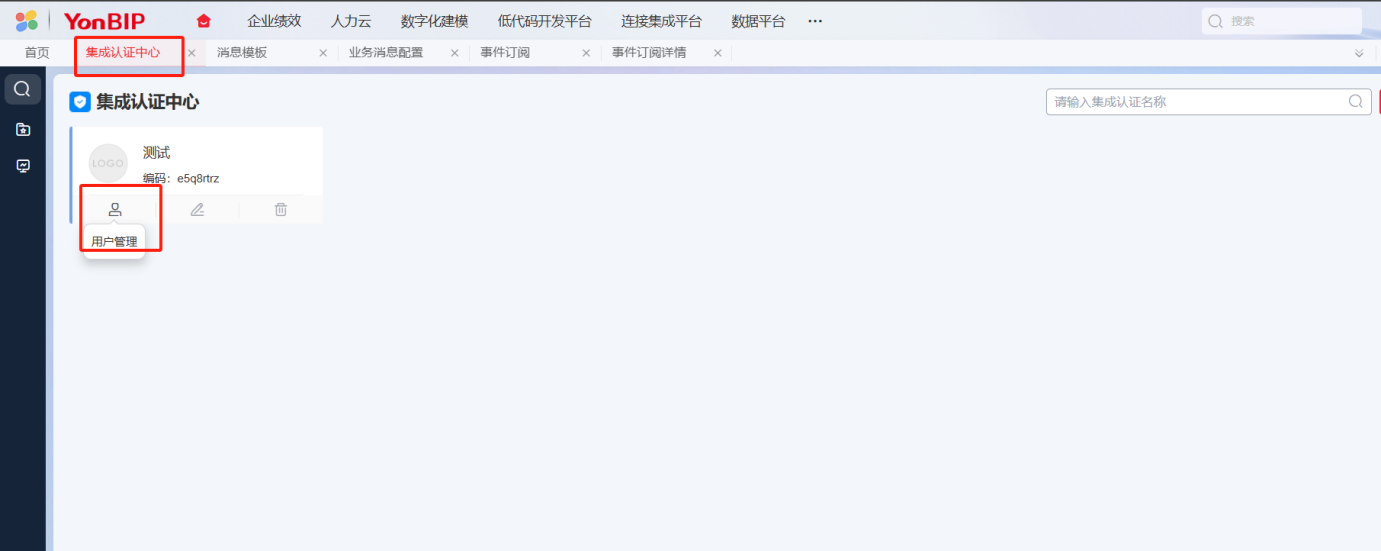 YonBIP 企业绩效 人力云 数字化建模 低代码开发平台 连接集成平台 数据平台 ··· 搜索
首页 集成认证中心 消息模板 业务消息配置 事件订阅 事件订阅详情
集成认证中心 请输入集成认证名称
LOGO 测试
编码：e5q8rtrz
用户管理